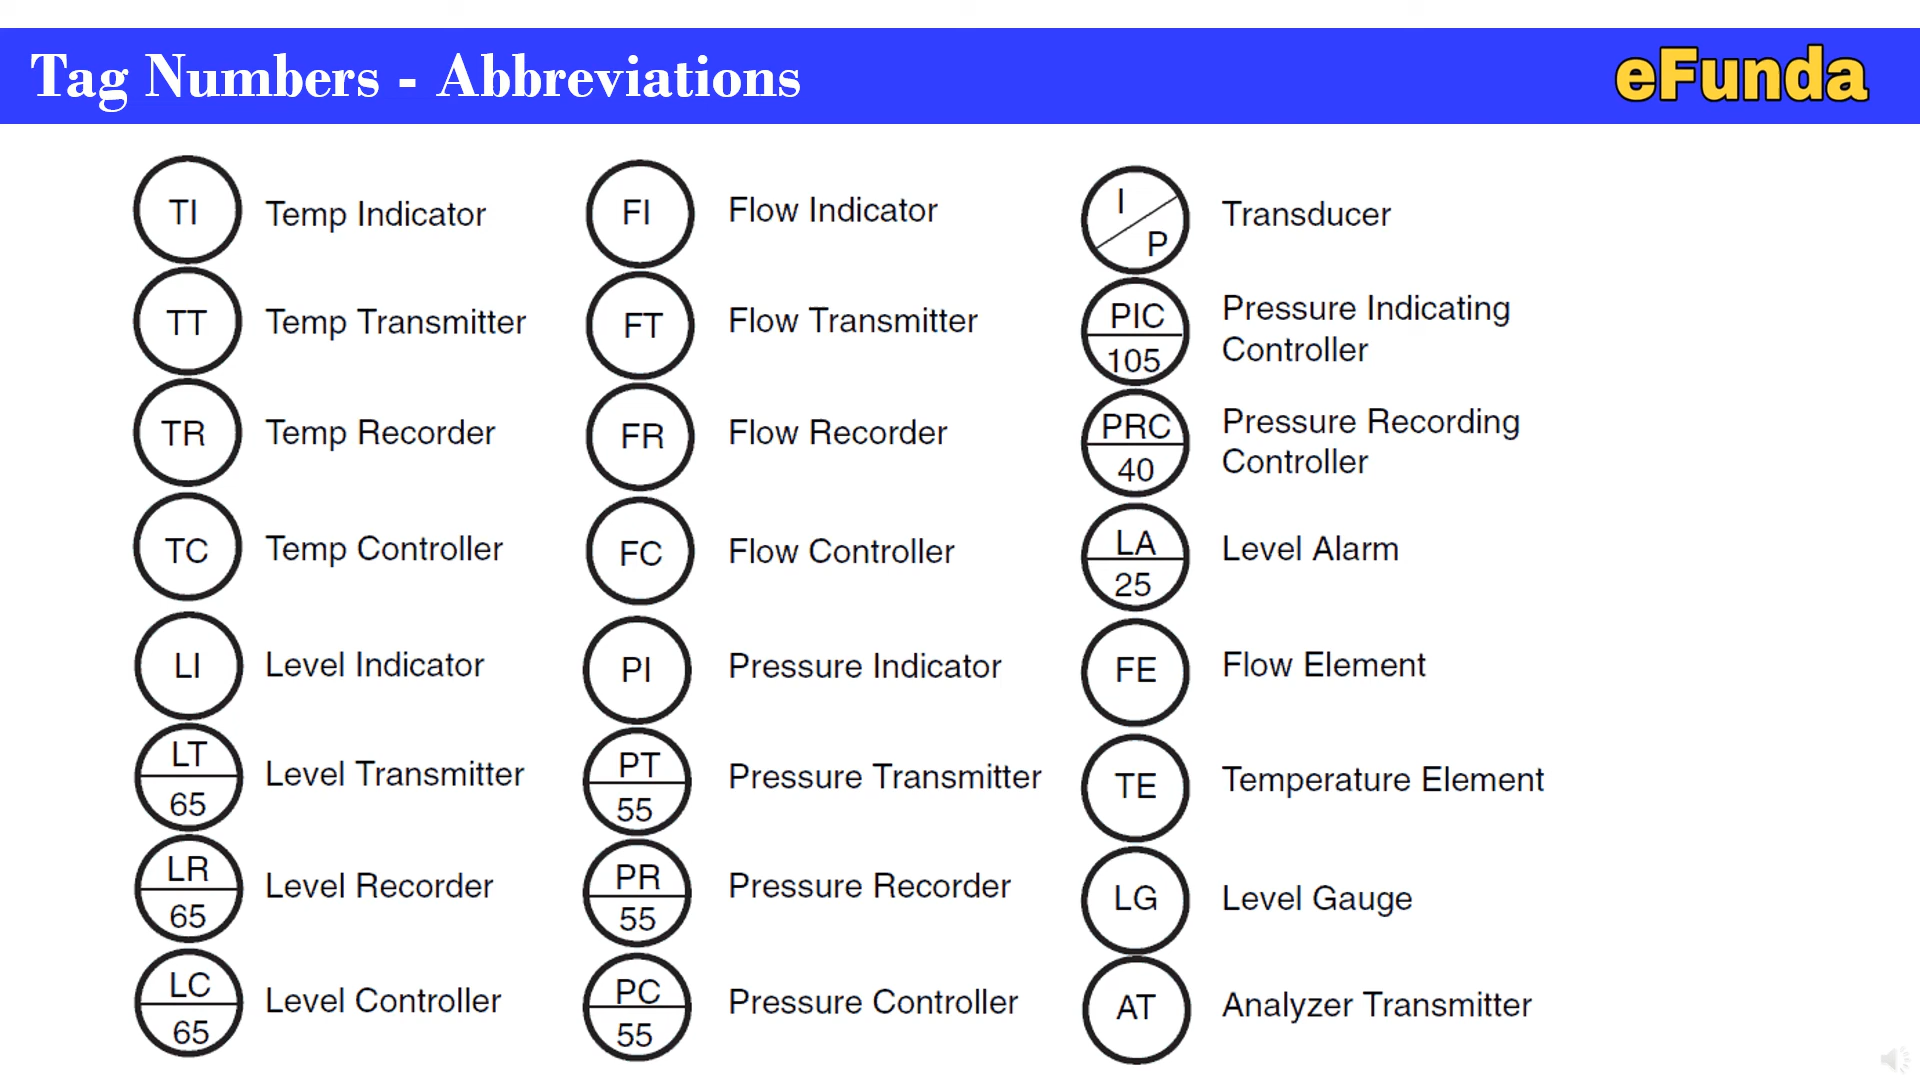 Tag Numbers - Abbreviations
eFunda
TI
Temp Indicator
TT
Temp Transmitter
TR
Temp Recorder
TC
Temp Controller
LI
Level Indicator
LT
65
Level Transmitter
LR
65
Level Recorder
LC
65
Level Controller
FI
Flow Indicator
FT
Flow Transmitter
FR
Flow Recorder
FC
Flow Controller
PI
Pressure Indicator
PT
55
Pressure Transmitter
PR
55
Pressure Recorder
PC
55
Pressure Controller
I
P
Transducer
PIC
105
Pressure Indicating
Controller
PRC
40
Pressure Recording
Controller
LA
25
Level Alarm
FE
Flow Element
TE
Temperature Element
LG
Level Gauge
AT
Analyzer Transmitter